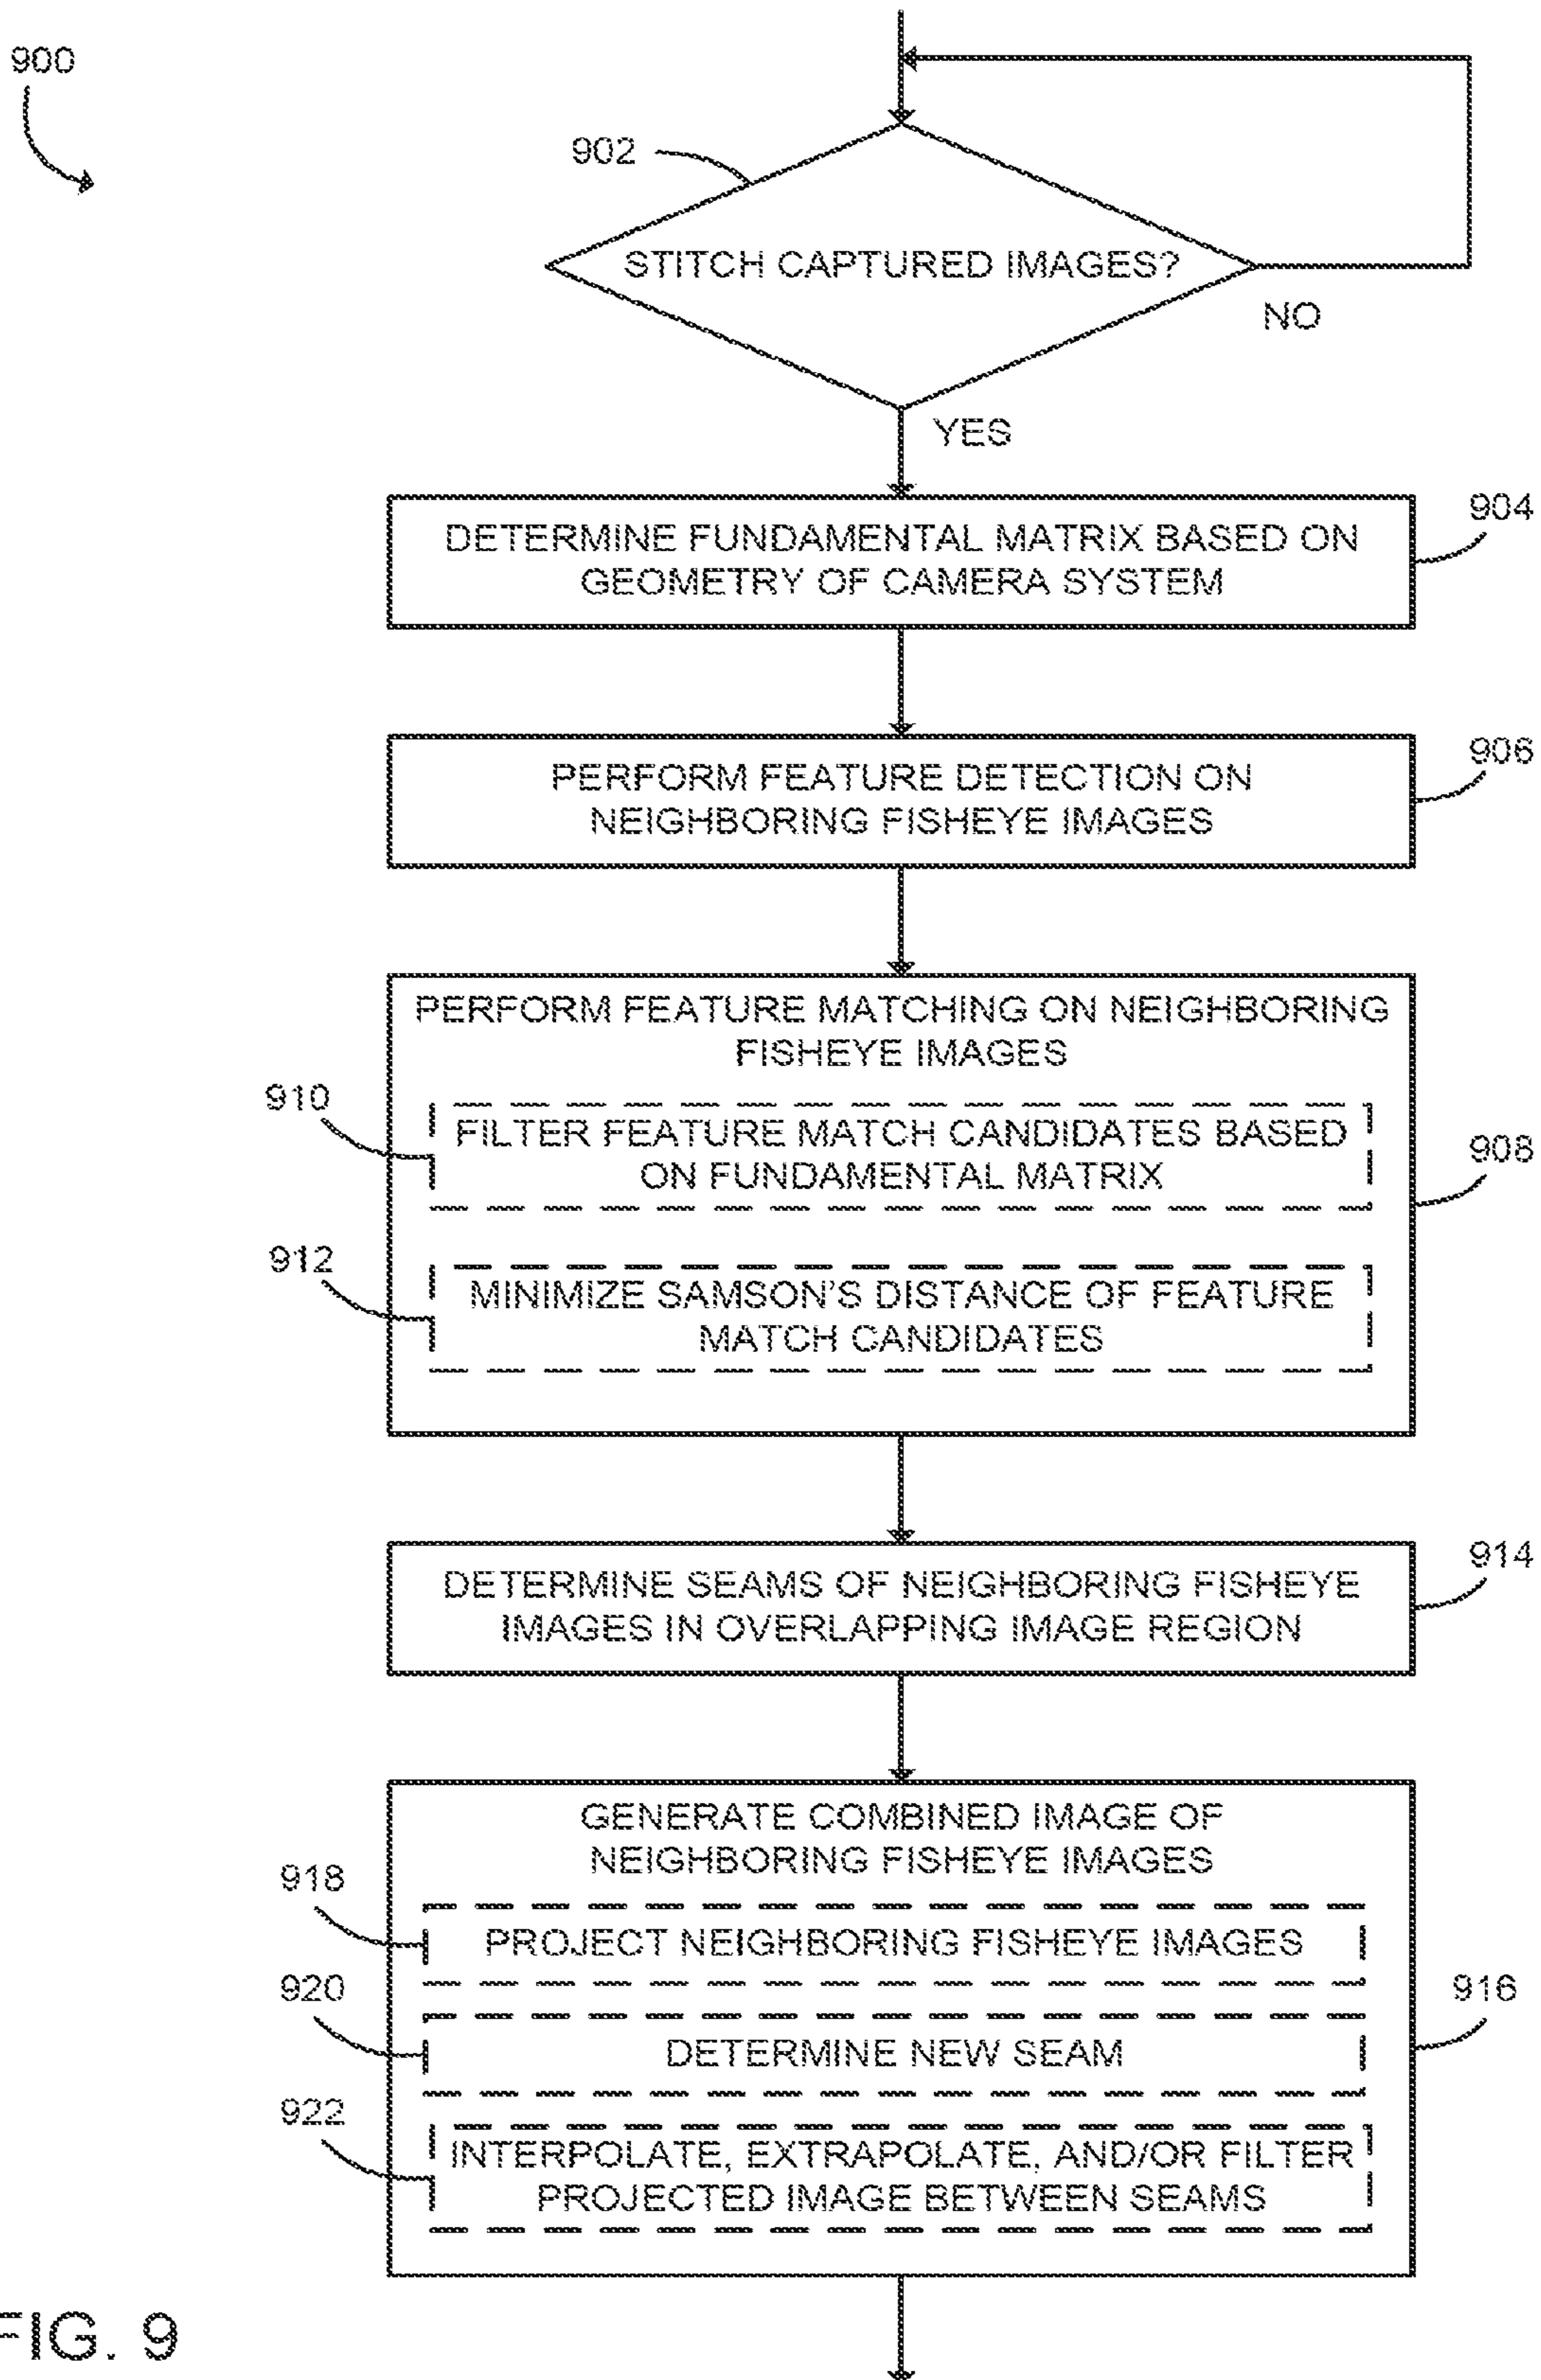 900
902
STITCH CAPTURED IMAGES?
NO
YES
904
DETERMINE FUNDAMENTAL MATRIX BASED ON
GEOMETRY OF CAMERA SYSTEM
906
PERFORM FEATURE DETECTION ON
NEIGHBORING FISHEYE IMAGES
PERFORM FEATURE MATCHING ON NEIGHBORING
FISHEYE IMAGES
910
FILTER FEATURE MATCH CANDIDATES BASED
ON FUNDAMENTAL MATRIX
908
912
MINIMIZE SAMSON'S DISTANCE OF FEATURE
MATCH CANDIDATES
914
DETERMINE SEAMS OF NEIGHBORING FISHEYE
IMAGES IN OVERLAPPING IMAGE REGION
GENERATE COMBINED IMAGE OF
NEIGHBORING FISHEYE IMAGES
918
PROJECT NEIGHBORING FISHEYE IMAGES
920
916
DETERMINE NEW SEAM
922
INTERPOLATE, EXTRAPOLATE, AND/OR FILTER
PROJECTED IMAGE BETWEEN SEAMS
FIG. 9